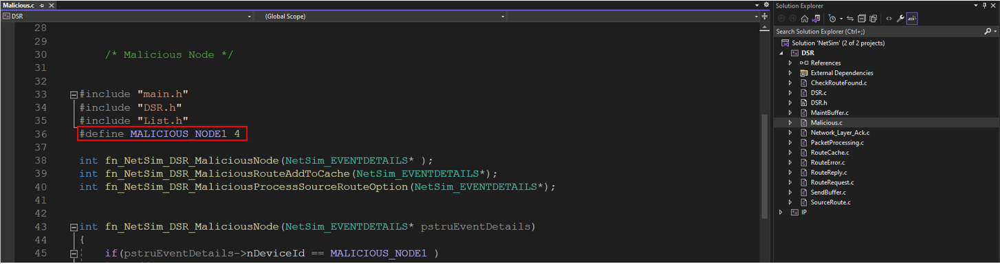 Malicious.c
DSR
(Global Scope)
28
29
30 /* Malicious Node */
31
32
33 #include "main.h"
34 #include "DSR.h"
35 #include "List.h"
36 #define MALICIOUS_NODE1 4
37
38 int fn_NetSim_DSR_MaliciousNode(NetSim_EVENTDETAILS* );
39 int fn_NetSim_DSR_MaliciousRouteAddToCache(NetSim_EVENTDETAILS*);
40 int fn_NetSim_DSR_MaliciousProcessSourceRouteOption(NetSim_EVENTDETAILS*);
41
42
43 int fn_NetSim_DSR_MaliciousNode(NetSim_EVENTDETAILS* pstruEventDetails)
44 {
45 if(pstruEventDetails->nDeviceId == MALICIOUS_NODE1 )
Solution Explorer
Search Solution Explorer (Ctrl+;)
Solution 'NetSim' (2 of 2 projects)
DSR
References
External Dependencies
CheckRouteFound.c
DSR.c
DSR.h
MaintBuffer.c
Malicious.c
Network_Layer_Ack.c
PacketProcessing.c
RouteCache.c
RouteError.c
RouteReply.c
RouteRequest.c
SendBuffer.c
SourceRoute.c
IP